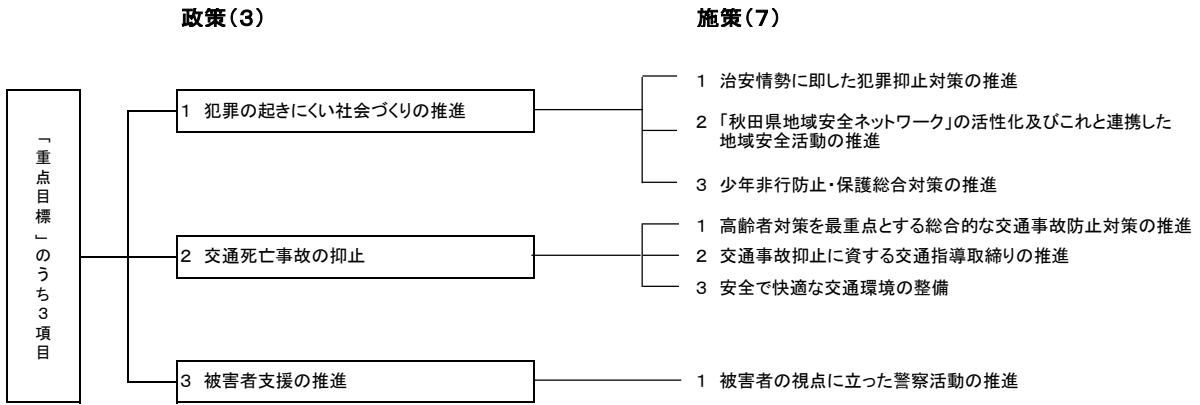 政策(3)
施策(7)
「重点目標」のうち3項目
1 犯罪の起きにくい社会づくりの推進
1 治安情勢に即した犯罪抑止対策の推進
2 「秋田県地域安全ネットワーク」の活性化及びこれと連携した
地域安全活動の推進
3 少年非行防止・保護総合対策の推進
2 交通死亡事故の抑止
1 高齢者対策を最重点とする総合的な交通事故防止対策の推進
2 交通事故抑止に資する交通指導取締りの推進
3 安全で快適な交通環境の整備
3 被害者支援の推進
1 被害者の視点に立った警察活動の推進